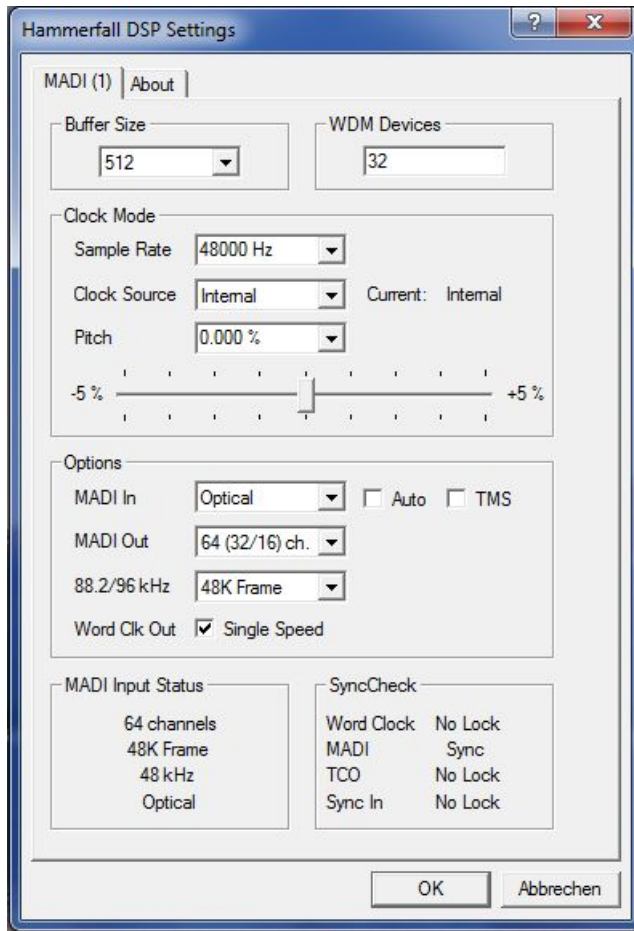 Hammerfall DSP Settings
MADI (1) About
Buffer Size
512
WDM Devices
32
Clock Mode
Sample Rate 48000 Hz
Clock Source Internal Current: Internal
Pitch 0.000 %
-5 % +5 %
Options
MADI In Optical Auto TMS
MADI Out 64 (32/16) ch.
88.2/96 kHz 48K Frame
Word Clk Out Single Speed
MADI Input Status
64 channels
48K Frame
48 kHz
Optical
SyncCheck
Word Clock No Lock
MADI Sync
TCO No Lock
Sync In No Lock
OK Abbrechen